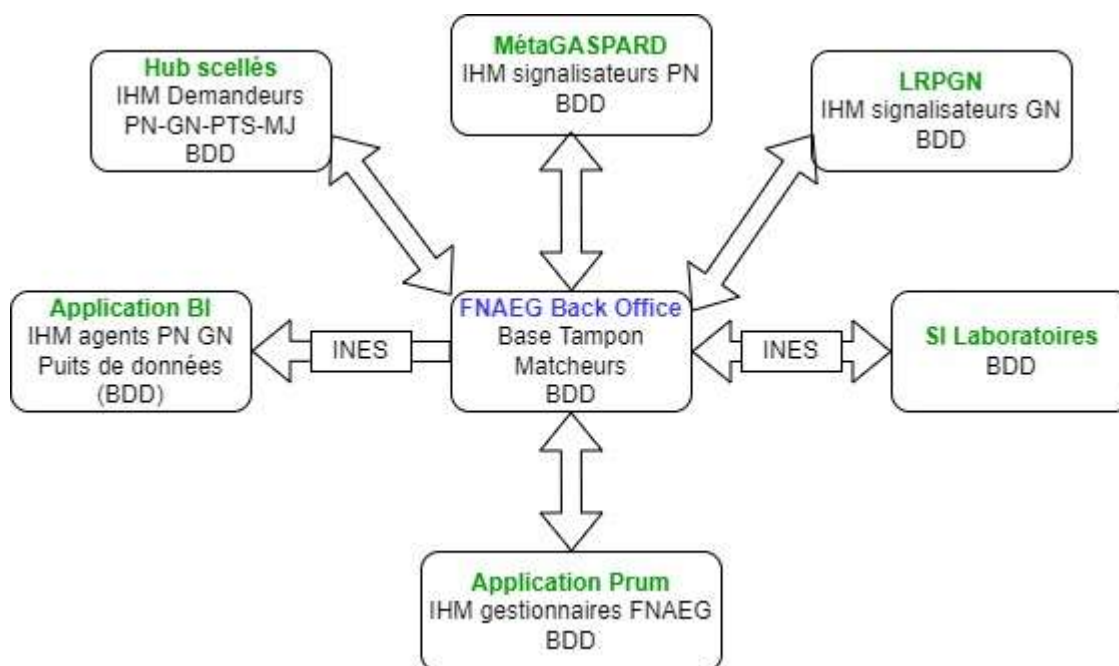 MétaGASPARD
IHM signalisateurs PN
BDD
Hub scellés
IHM Demandeurs
PN-GN-PTS-MJ
BDD
LRPGN
IHM signalisateurs GN
BDD
Application BI
IHM agents PN GN
Puits de données
(BDD)
INES
FNAEG Back Office
Base Tampon
Matcheurs
BDD
INES
SI Laboratoires
BDD
Application Prum
IHM gestionnaires FNAEG
BDD